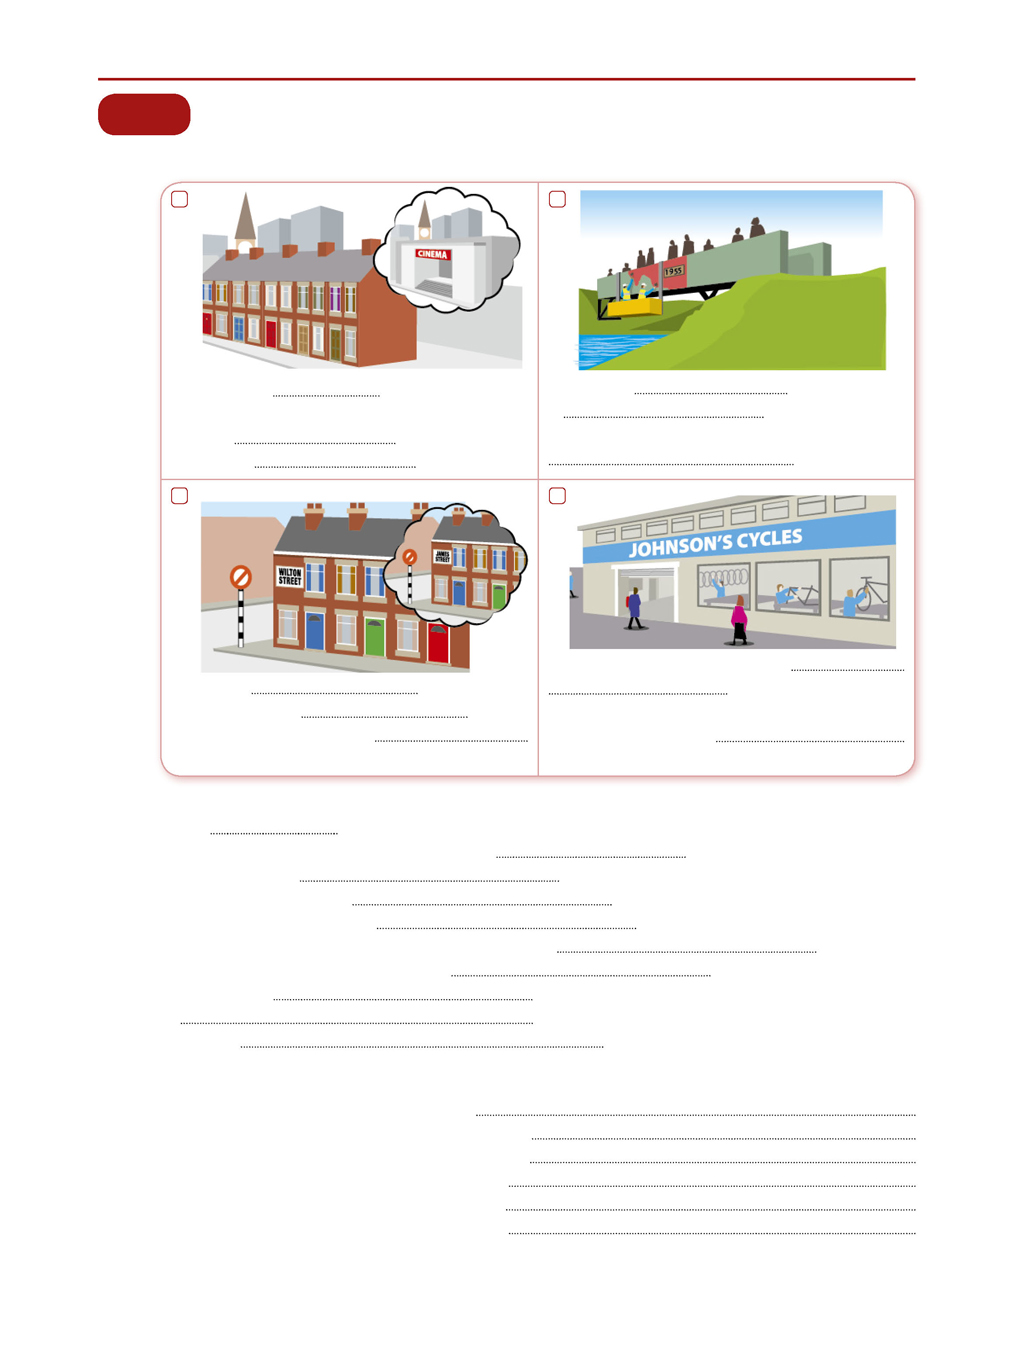 CINEMA
1955
WILTON
STREET
JAMES
STREET
JOHNSON'S CYCLES